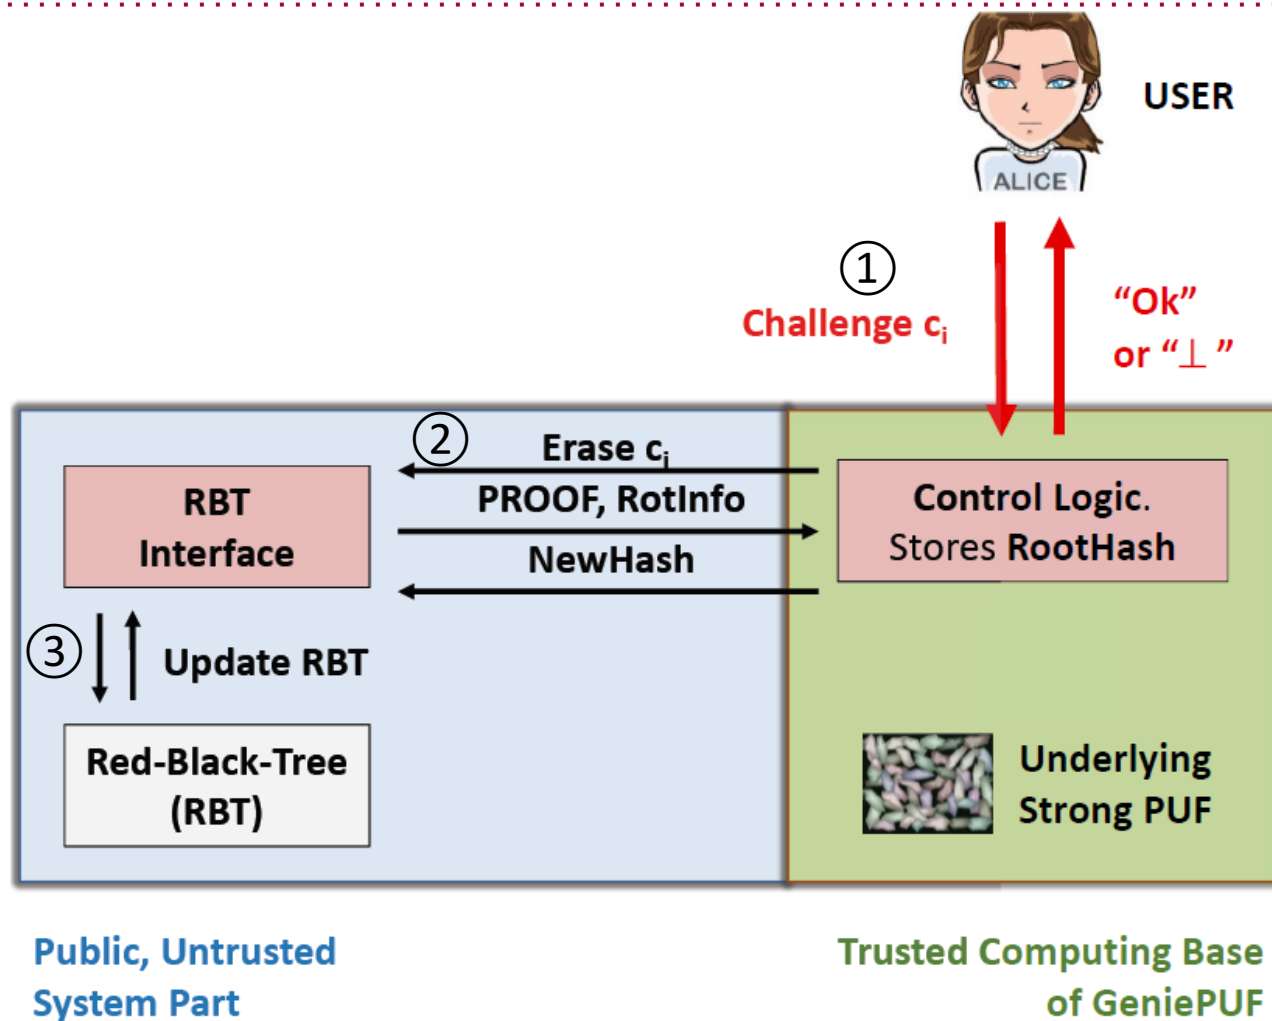 USER
ALICE
①
Challenge cᵢ
“Ok”
or “⊥”
②
Erase cᵢ
PROOF, RotInfo
NewHash
RBT
Interface
Control Logic.
Stores RootHash
③
Update RBT
Red-Black-Tree
(RBT)
Underlying
Strong PUF
Public, Untrusted
System Part
Trusted Computing Base
of GeniePUF